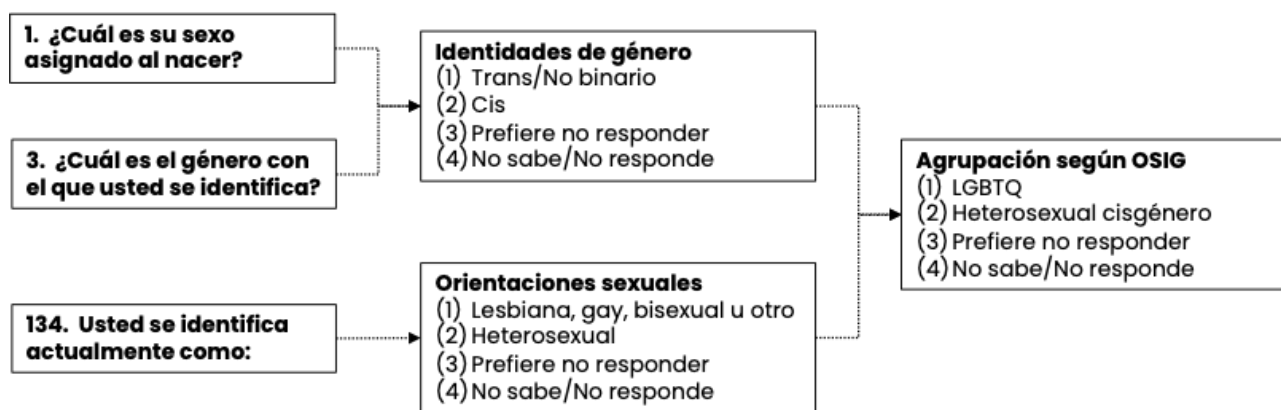 1. ¿Cuál es su sexo
asignado al nacer?
3. ¿Cuál es el género con
el que usted se identifica?
134. Usted se identifica
actualmente como:
Identidades de género
(1) Trans/No binario
(2) Cis
(3) Prefiere no responder
(4) No sabe/No responde
Orientaciones sexuales
(1) Lesbiana, gay, bisexual u otro
(2) Heterosexual
(3) Prefiere no responder
(4) No sabe/No responde
Agrupación según OSIG
(1) LGBTQ
(2) Heterosexual cisgénero
(3) Prefiere no responder
(4) No sabe/No responde